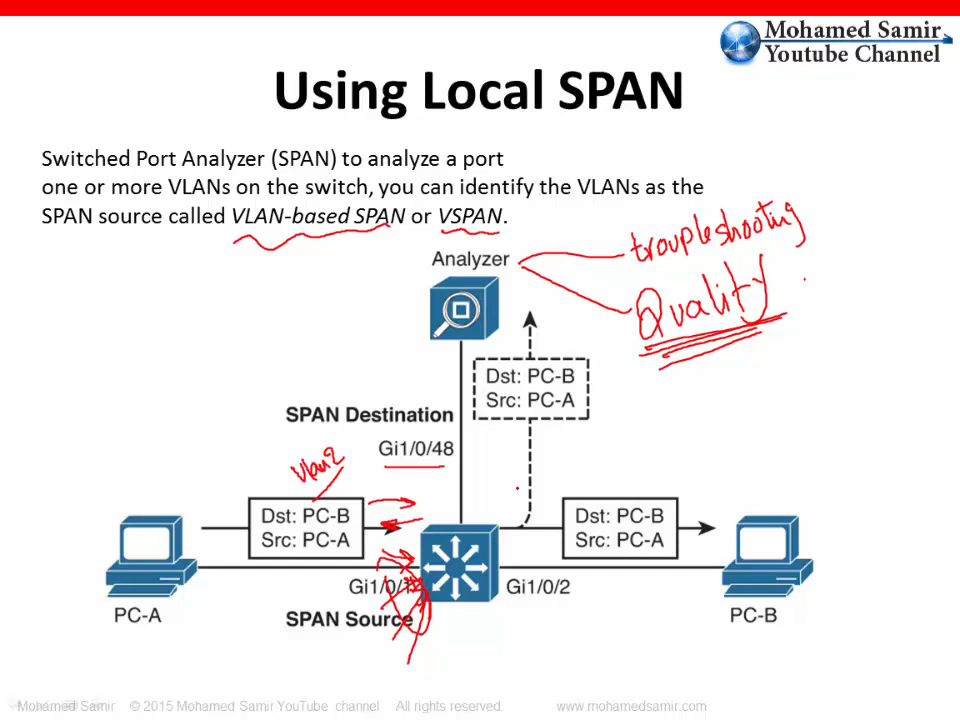 Mohamed Samir
Youtube Channel
Using Local SPAN
Switched Port Analyzer (SPAN) to analyze a port
one or more VLANs on the switch, you can identify the VLANs as the
SPAN source called VLAN-based SPAN or VSPAN.
troupleshooting
Analyzer
Quality
Dst: PC-B
Src: PC-A
SPAN Destination
Gi1/0/48
Vlan2
Dst: PC-B
Src: PC-A
Dst: PC-B
Src: PC-A
Gi1/0/1
Gi1/0/2
PC-A
SPAN Source
PC-B
Mohamed Samir © 2015 Mohamed Samir YouTube channel All rights reserved. www.mohamedsamir.com